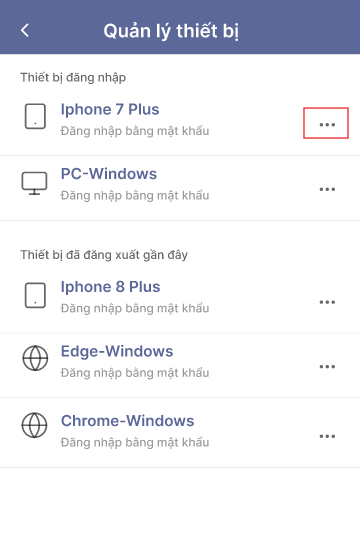 Quản lý thiết bị
Thiết bị đăng nhập
Iphone 7 Plus
Đăng nhập bằng mật khẩu
PC-Windows
Đăng nhập bằng mật khẩu
Thiết bị đã đăng xuất gần đây
Iphone 8 Plus
Đăng nhập bằng mật khẩu
Edge-Windows
Đăng nhập bằng mật khẩu
Chrome-Windows
Đăng nhập bằng mật khẩu